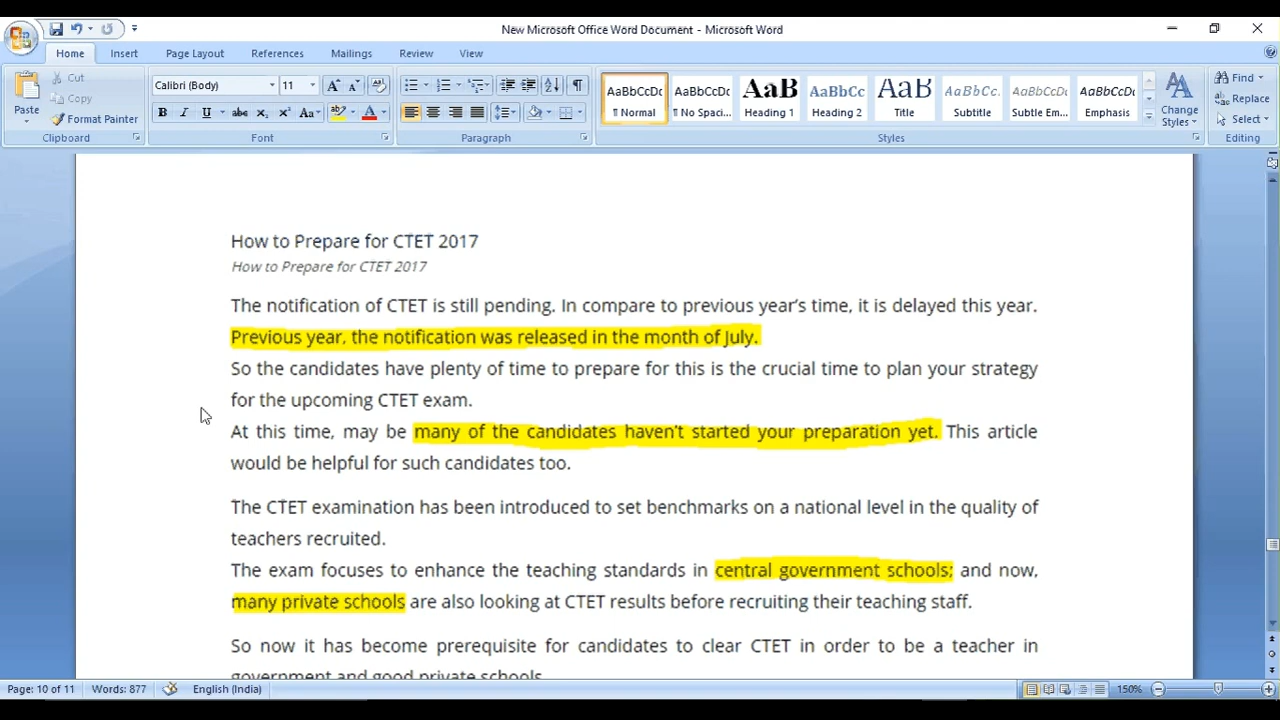 New Microsoft Office Word Document - Microsoft Word
Home Insert Page Layout References Mailings Review View
Paste Cut Copy Format Painter
Calibri (Body) 11
AaBbCcDc AaBbCcDc AaB AaBbCc AaB AaBbCc. AaBbCcDc AaBbCcDc
¶ Normal ¶ No Spaci... Heading 1 Heading 2 Title Subtitle Subtle Em... Emphasis
Change Styles
Find Replace Select
Clipboard Font Paragraph Styles Editing
How to Prepare for CTET 2017
How to Prepare for CTET 2017
The notification of CTET is still pending. In compare to previous year's time, it is delayed this year.
Previous year, the notification was released in the month of July.
So the candidates have plenty of time to prepare for this is the crucial time to plan your strategy
for the upcoming CTET exam.
At this time, may be many of the candidates haven't started your preparation yet. This article
would be helpful for such candidates too.
The CTET examination has been introduced to set benchmarks on a national level in the quality of
teachers recruited.
The exam focuses to enhance the teaching standards in central government schools; and now,
many private schools are also looking at CTET results before recruiting their teaching staff.
So now it has become prerequisite for candidates to clear CTET in order to be a teacher in
government and good private schools.
Page: 10 of 11 Words: 877 English (India) 150%